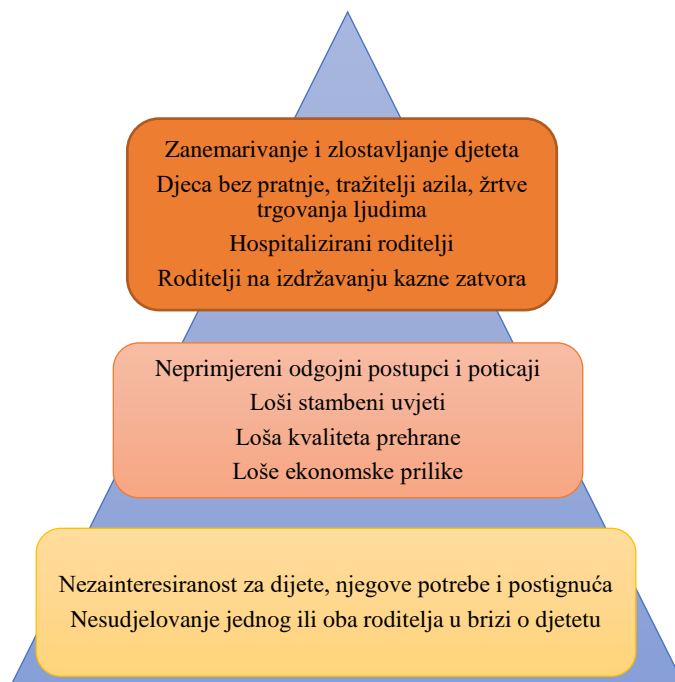 Zanemarivanje i zlostavljanje djeteta
Djeca bez pratnje, tražitelji azila, žrtve
trgovanja ljudima
Hospitalizirani roditelji
Roditelji na izdržavanju kazne zatvora
Neprimjereni odgojni postupci i poticaji
Loši stambeni uvjeti
Loša kvaliteta prehrane
Loše ekonomske prilike
Nezainteresiranost za dijete, njegove potrebe i postignuća
Nesudjelovanje jednog ili oba roditelja u brizi o djetetu